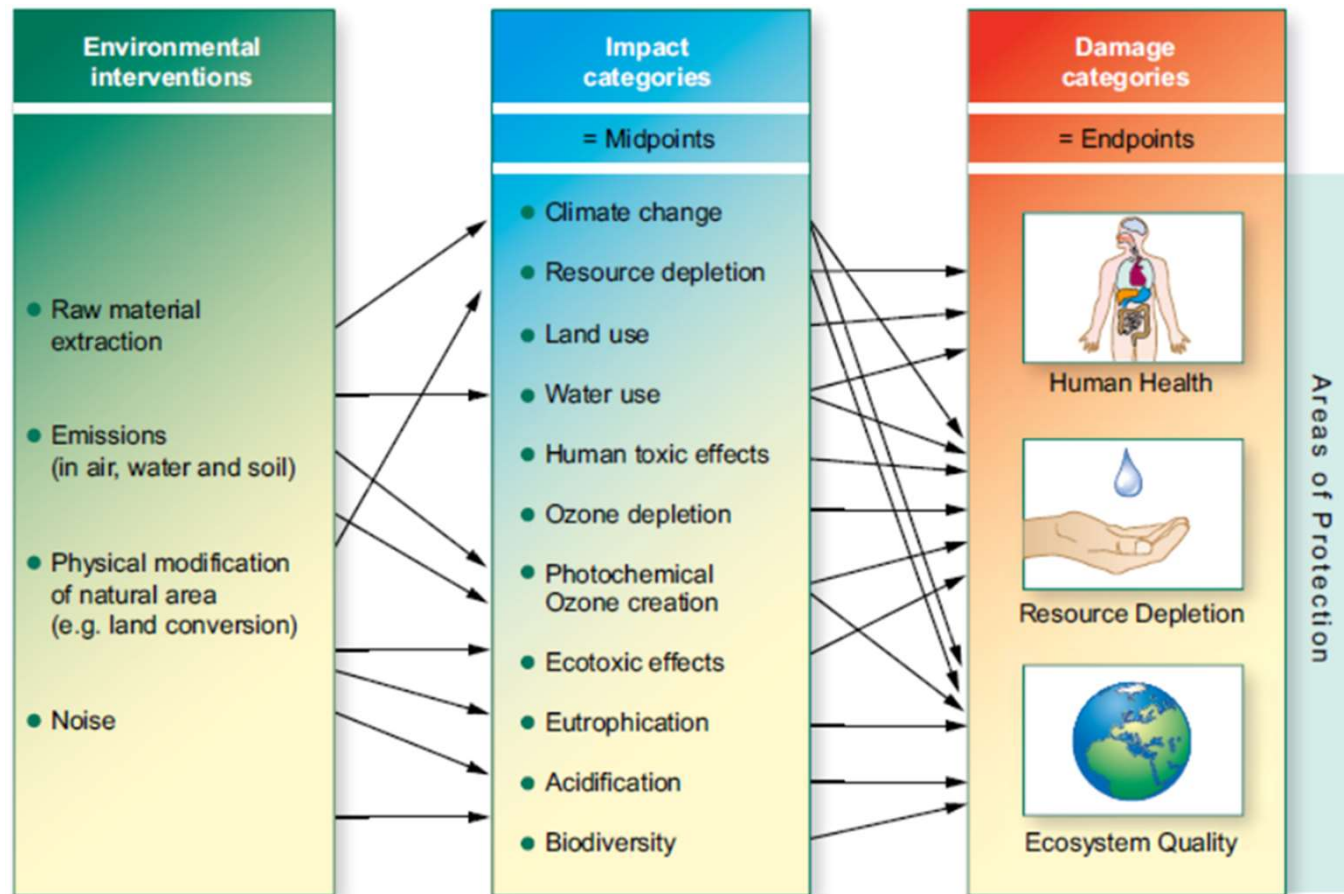 Environmental
interventions
Raw material
extraction
Emissions
(in air, water and soil)
Physical modification
of natural area
(e.g. land conversion)
Noise
Impact
categories
= Midpoints
Climate change
Resource depletion
Land use
Water use
Human toxic effects
Ozone depletion
Photochemical
Ozone creation
Ecotoxic effects
Eutrophication
Acidification
Biodiversity
Damage
categories
= Endpoints
Human Health
Resource Depletion
Ecosystem Quality
Areas of Protection